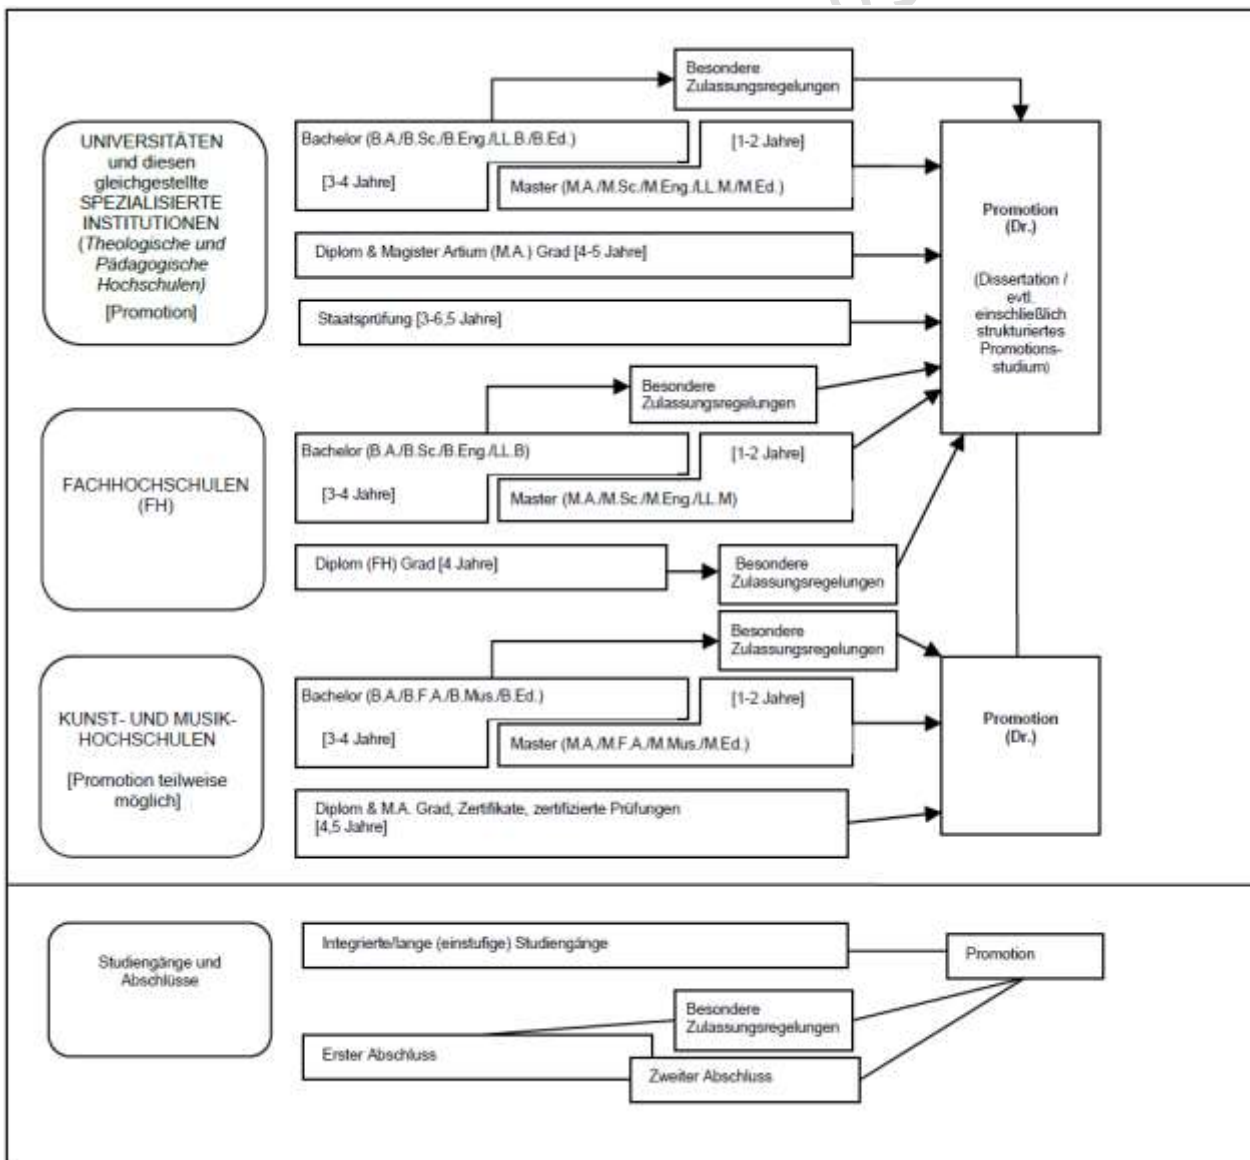 Besondere
Zulassungsregelungen
UNIVERSITÄTEN
und diesen
gleichgestellte
SPEZIALISIERTE
INSTITUTIONEN
(Theologische und
Pädagogische
Hochschulen)
[Promotion]
Bachelor (B.A./B.Sc./B.Eng./LL.B./B.Ed.)
[1-2 Jahre]
[3-4 Jahre]
Master (M.A./M.Sc./M.Eng./LL.M./M.Ed.)
Diplom & Magister Artium (M.A.) Grad [4-5 Jahre]
Staatsprüfung [3-6,5 Jahre]
Promotion
(Dr.)
(Dissertation /
evtl.
einschließlich
strukturiertes
Promotions-
studium)
Besondere
Zulassungsregelungen
FACHHOCHSCHULEN
(FH)
Bachelor (B.A./B.Sc./B.Eng./LL.B)
[1-2 Jahre]
[3-4 Jahre]
Master (M.A./M.Sc./M.Eng./LL.M)
Diplom (FH) Grad [4 Jahre]
Besondere
Zulassungsregelungen
Besondere
Zulassungsregelungen
KUNST- UND MUSIK-
HOCHSCHULEN
[Promotion teilweise
möglich]
Bachelor (B.A./B.F.A./B.Mus./B.Ed.)
[1-2 Jahre]
[3-4 Jahre]
Master (M.A./M.F.A./M.Mus./M.Ed.)
Diplom & M.A. Grad, Zertifikate, zertifizierte Prüfungen
[4,5 Jahre]
Promotion
(Dr.)
Studiengänge und
Abschlüsse
Integrierte/lange (einstufige) Studiengänge
Promotion
Besondere
Zulassungsregelungen
Erster Abschluss
Zweiter Abschluss